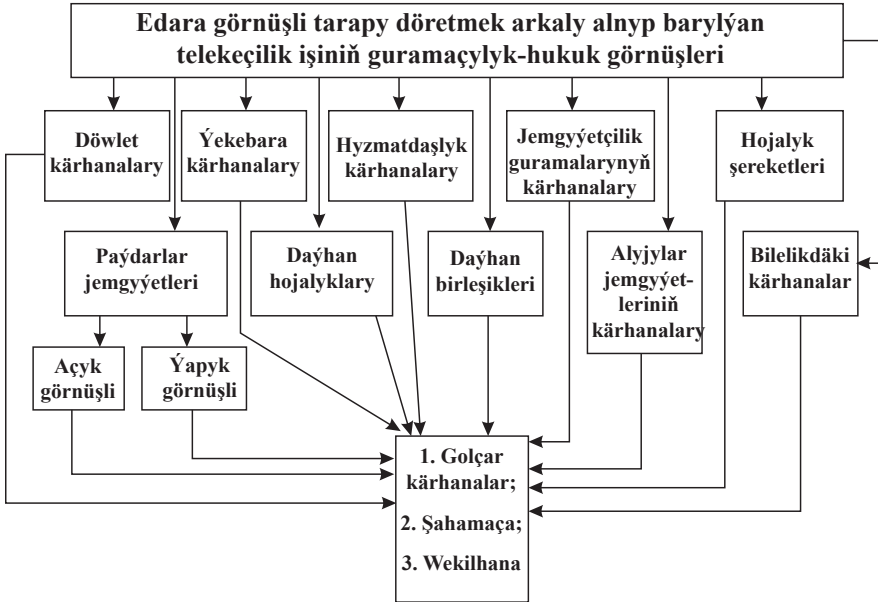 Edara görnüşli tarapy döretmek arkaly alnyp barylýan
telekeçilik işiniň guramaçylyk-hukuk görnüşleri
Döwlet
kärhanalary
Ýekebara
kärhanalary
Hyzmatdaşlyk
kärhanalary
Jemgyýetçilik
guramalarynyň
kärhanalary
Hojalyk
şereketleri
Paýdarlar
jemgyýetleri
Daýhan
hojalyklary
Daýhan
birleşikleri
Alyjylar
jemgyýet-
leriniň
kärhanalary
Bilelikdäki
kärhanalar
Açyk
görnüşli
Ýapyk
görnüşli
1. Golçar
kärhanalar;
2. Şahamaça;
3. Wekilhana